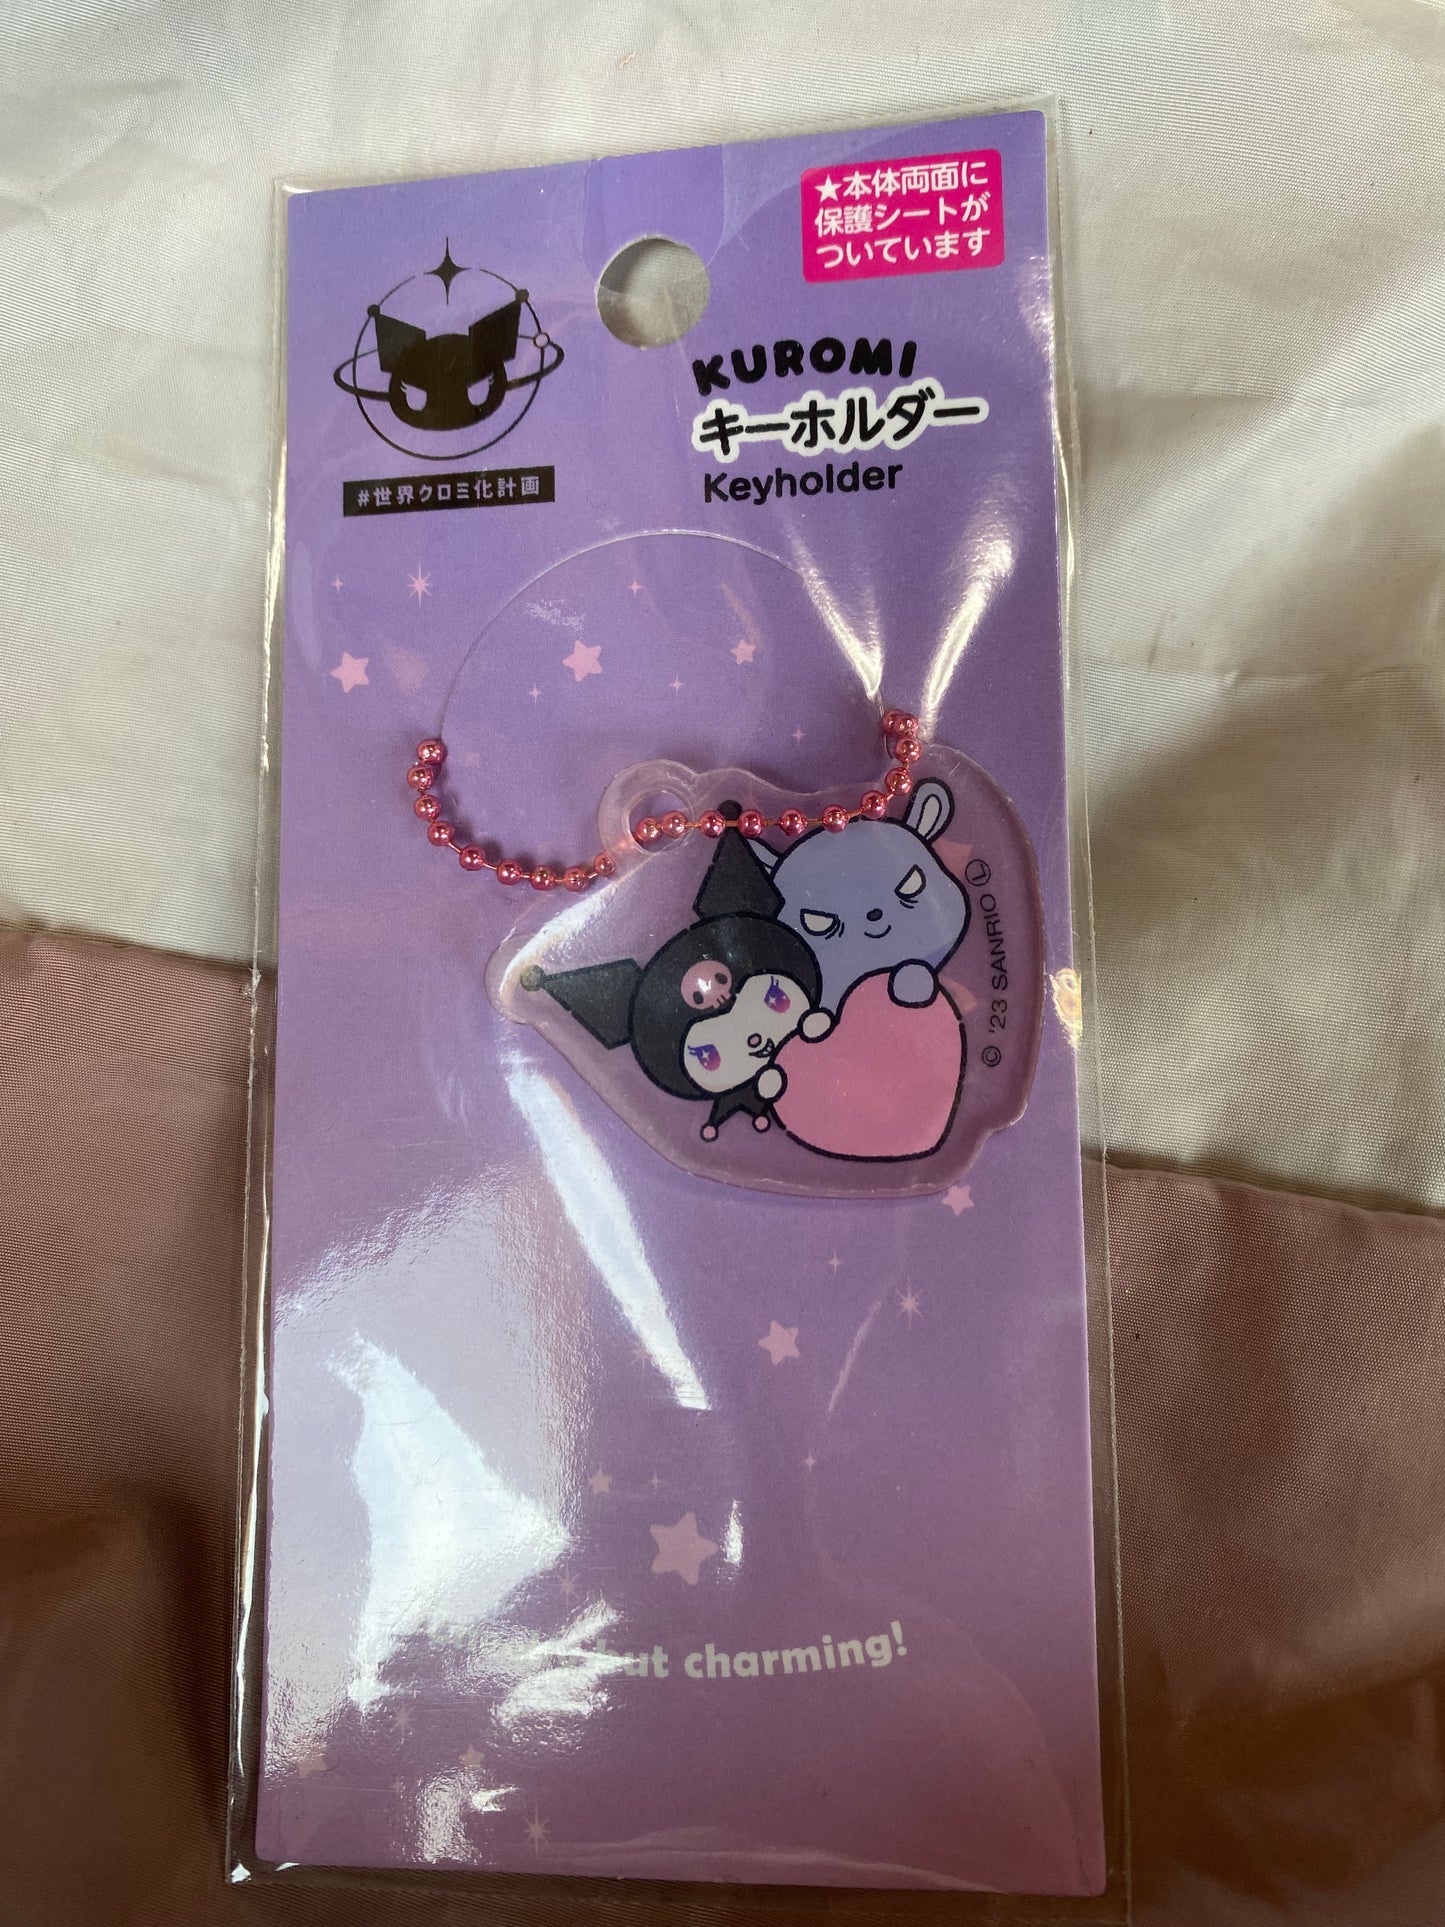 ★本体両面に
保護シートが
ついています
KUROMI
キーホルダー
Keyholder
#世界クロミ化計画
© '23 SANRIO Ⓛ
but charming!